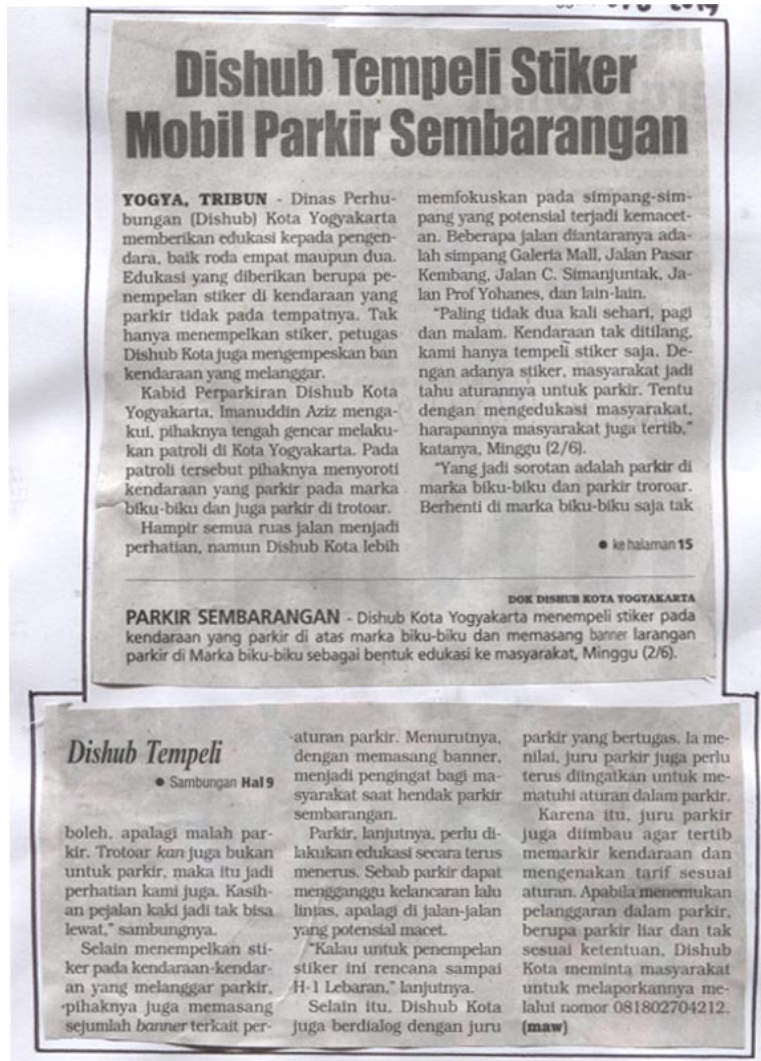 2019
Dishub Tempeli Stiker
Mobil Parkir Sembarangan
YOGYA, TRIBUN - Dinas Perhu-
bungan (Dishub) Kota Yogyakarta
memberikan edukasi kepada pengen-
dara, baik roda empat maupun dua.
Edukasi yang diberikan berupa pe-
nempelan stiker di kendaraan yang
parkir tidak pada tempatnya. Tak
hanya menempelkan stiker, petugas
Dishub Kota juga mengempeskan ban
kendaraan yang melanggar.
Kabid Perparkiran Dishub Kota
Yogyakarta, Imanuddin Aziz menga-
kui, pihaknya tengah gencar melaku-
kan patroli di Kota Yogyakarta. Pada
patroli tersebut pihaknya menyoroti
kendaraan yang parkir pada marka
biku-biku dan juga parkir di trotoar.
Hampir semua ruas jalan menjadi
perhatian, namun Dishub Kota lebih
memfokuskan pada simpang-sim-
pang yang potensial terjadi kemacet-
an. Beberapa jalan diantaranya ada-
lah simpang Galeria Mall, Jalan Pasar
Kembang, Jalan C. Simanjuntak, Ja-
lan Prof Yohanes, dan lain-lain.
"Paling tidak dua kali sehari, pagi
dan malam. Kendaraan tak ditilang,
kami hanya tempeli stiker saja. De-
ngan adanya stiker, masyarakat jadi
tahu aturannya untuk parkir. Tentu
dengan mengedukasi masyarakat,
harapannya masyarakat juga tertib,"
katanya, Minggu (2/6).
"Yang jadi sorotan adalah parkir di
marka biku-biku dan parkir troroar.
Berhenti di marka biku-biku saja tak
● ke halaman 15
DOK DISHUB KOTA YOGYAKARTA
PARKIR SEMBARANGAN - Dishub Kota Yogyakarta menempeli stiker pada
kendaraan yang parkir di atas marka biku-biku dan memasang banner larangan
parkir di Marka biku-biku sebagai bentuk edukasi ke masyarakat, Minggu (2/6).
Dishub Tempeli
● Sambungan Hal 9
boleh, apalagi malah par-
kir. Trotoar kan juga bukan
untuk parkir, maka itu jadi
perhatian kami juga. Kasih-
an pejalan kaki jadi tak bisa
lewat," sambungnya.
Selain menempelkan sti-
ker pada kendaraan-kendar-
an yang melanggar parkir,
pihaknya juga memasang
sejumlah banner terkait per-
aturan parkir. Menurutnya,
dengan memasang banner,
menjadi pengingat bagi ma-
syarakat saat hendak parkir
sembarangan.
Parkir, lanjutnya, perlu di-
lakukan edukasi secara terus
menerus. Sebab parkir dapat
mengganggu kelancaran lalu
lintas, apalagi di jalan-jalan
yang potensial macet.
"Kalau untuk penempelan
stiker ini rencana sampai
H-1 Lebaran," lanjutnya.
Selain itu, Dishub Kota
juga berdialog dengan juru
parkir yang bertugas. Ia me-
nilai, juru parkir juga perlu
terus diingatkan untuk me-
matuhi aturan dalam parkir.
Karena itu, juru parkir
juga diimbau agar tertib
memarkir kendaraan dan
mengenakan tarif sesuai
aturan. Apabila menemukan
pelanggaran dalam parkir,
berupa parkir liar dan tak
sesuai ketentuan, Dishub
Kota meminta masyarakat
untuk melaporkannya me-
lalui nomor 081802704212.
(maw)